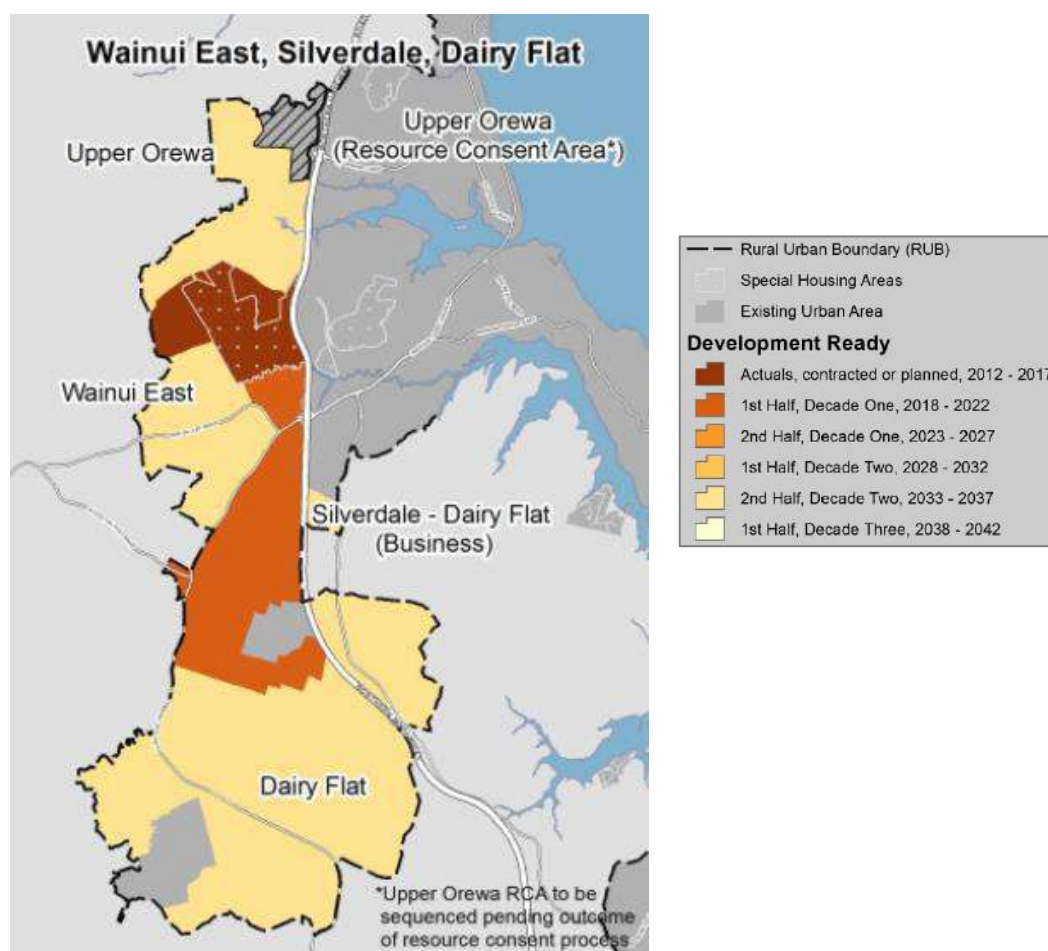 Wainui East, Silverdale, Dairy Flat
Upper Orewa
Upper Orewa
(Resource Consent Area*)
Wainui East
Silverdale - Dairy Flat
(Business)
Dairy Flat
*Upper Orewa RCA to be
sequenced pending outcome
of resource consent process
Rural Urban Boundary (RUB)
Special Housing Areas
Existing Urban Area
Development Ready
Actuals, contracted or planned, 2012 - 2017
1st Half, Decade One, 2018 - 2022
2nd Half, Decade One, 2023 - 2027
1st Half, Decade Two, 2028 - 2032
2nd Half, Decade Two, 2033 - 2037
1st Half, Decade Three, 2038 - 2042